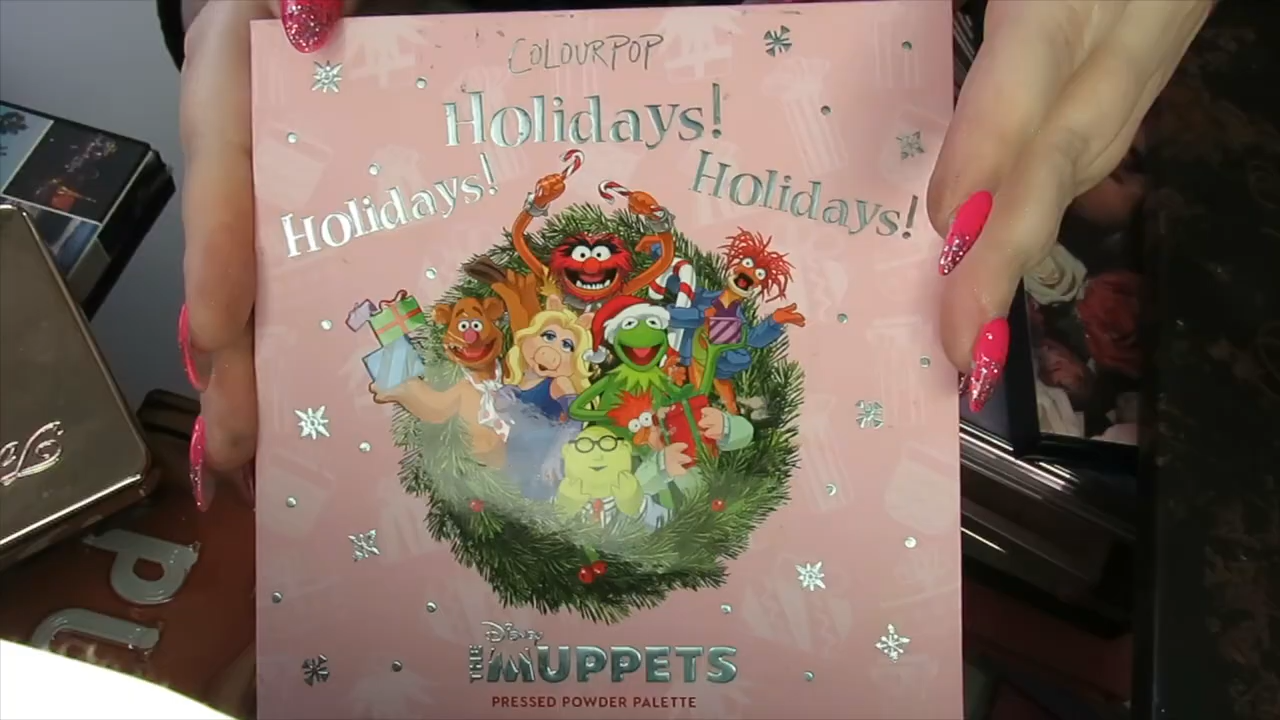 COLOURPOP
Holidays!
Holidays!
Holidays!
Disney
THE MUPPETS
PRESSED POWDER PALETTE